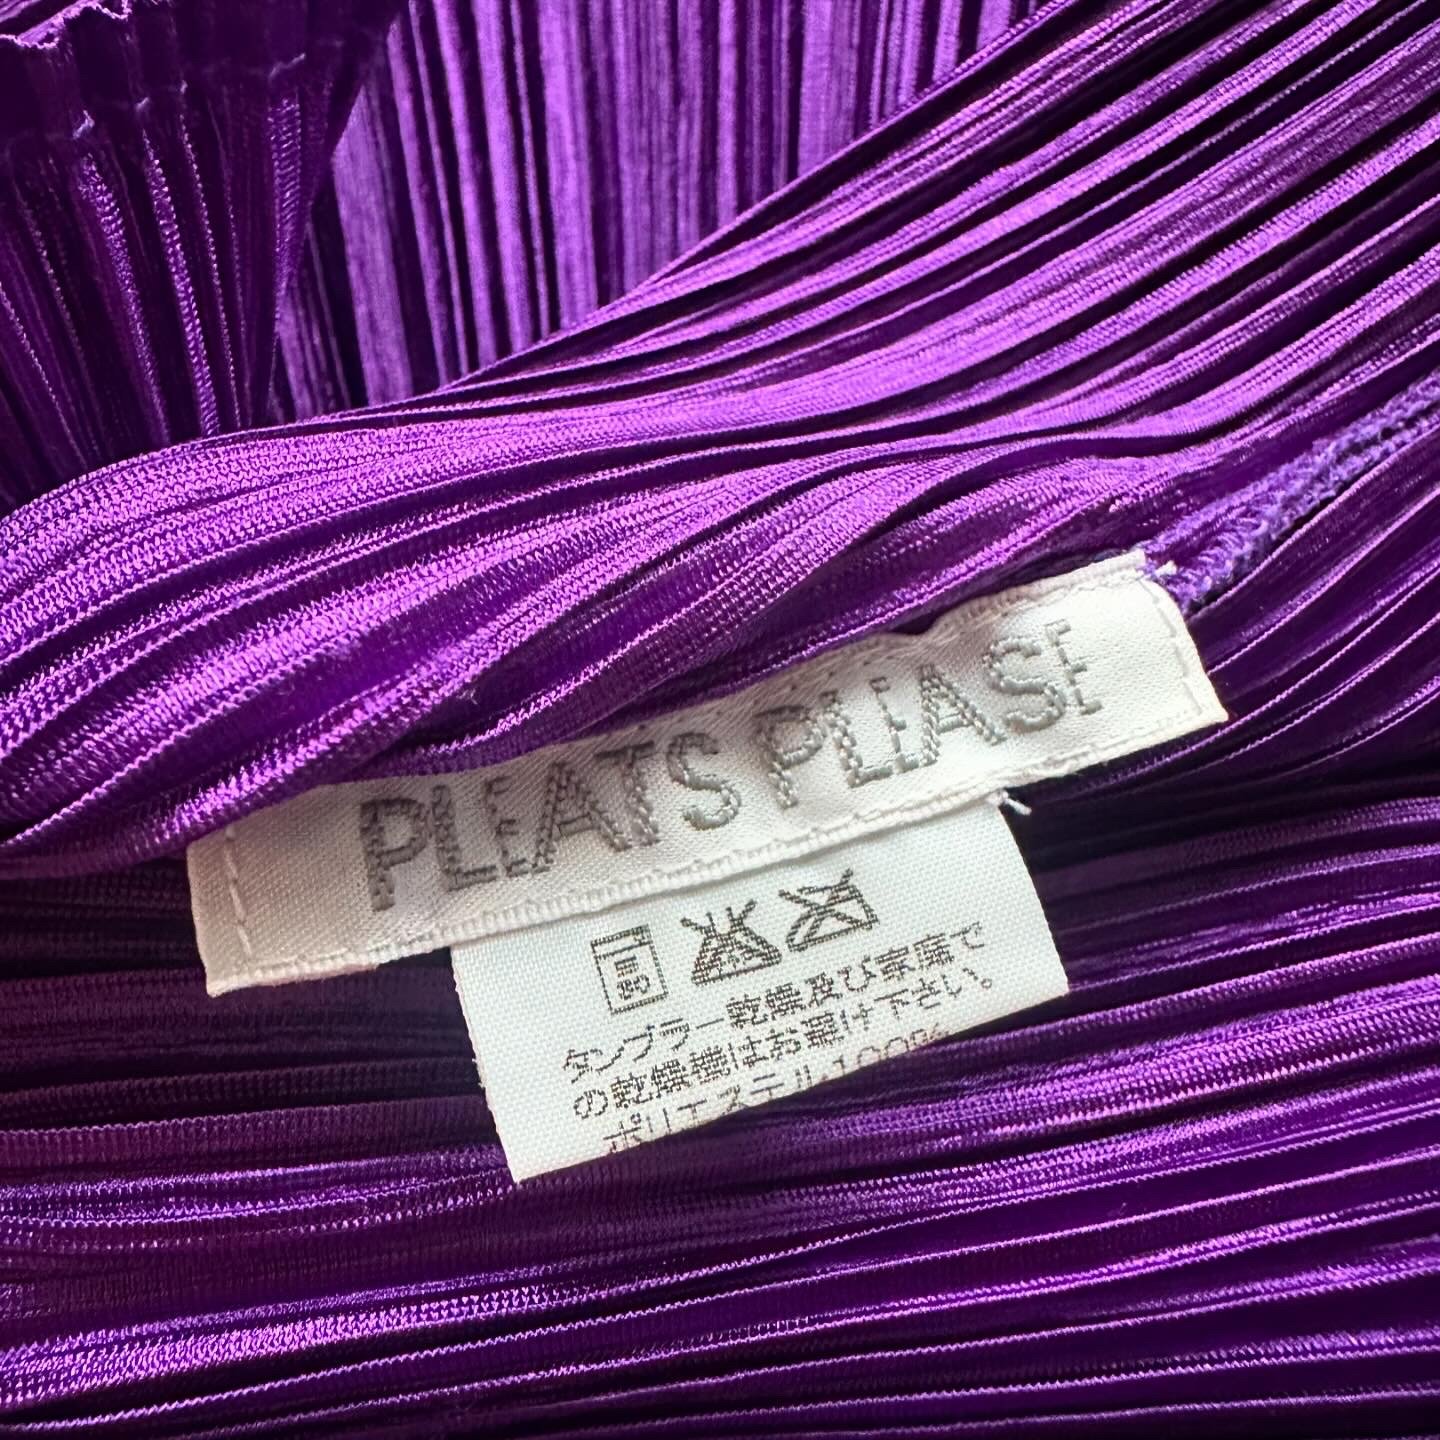 PLEATS PLEASE
タンブラー乾燥及び家庭で
の乾燥機はお避け下さい。
ポリエステル100%